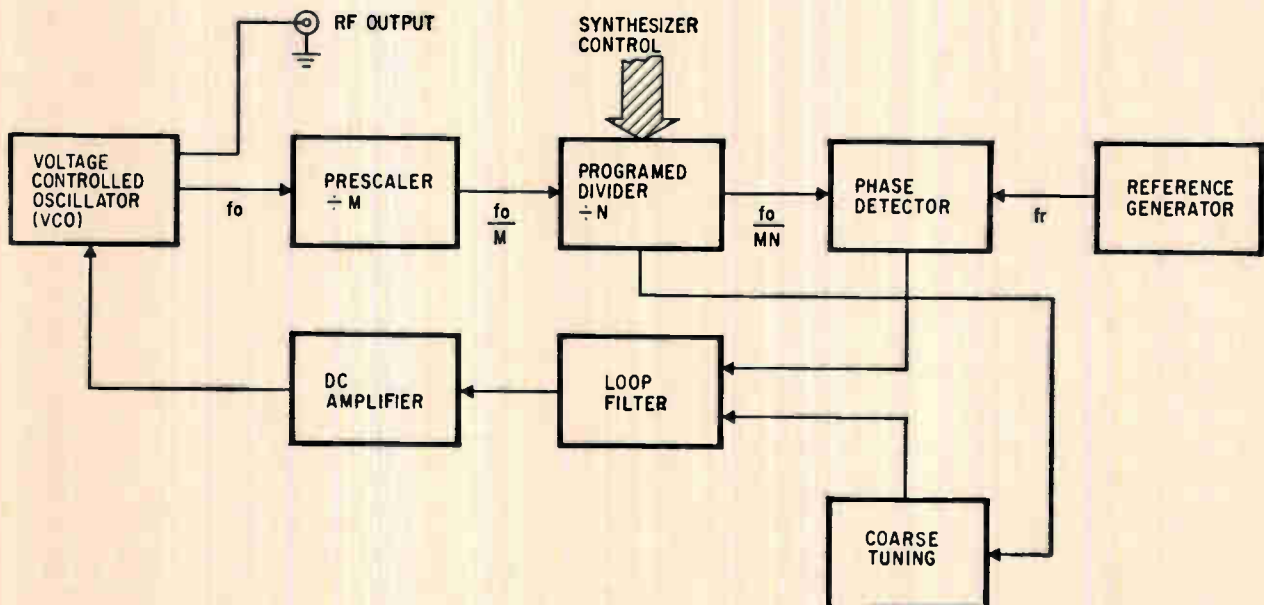 RF OUTPUT
SYNTHESIZER
CONTROL
VOLTAGE
CONTROLLED
OSCILLATOR
(VCO)
fo
PRESCALER
÷ M
fo
M
PROGRAMED
DIVIDER
÷ N
fo
MN
PHASE
DETECTOR
fr
REFERENCE
GENERATOR
DC
AMPLIFIER
LOOP
FILTER
COARSE
TUNING